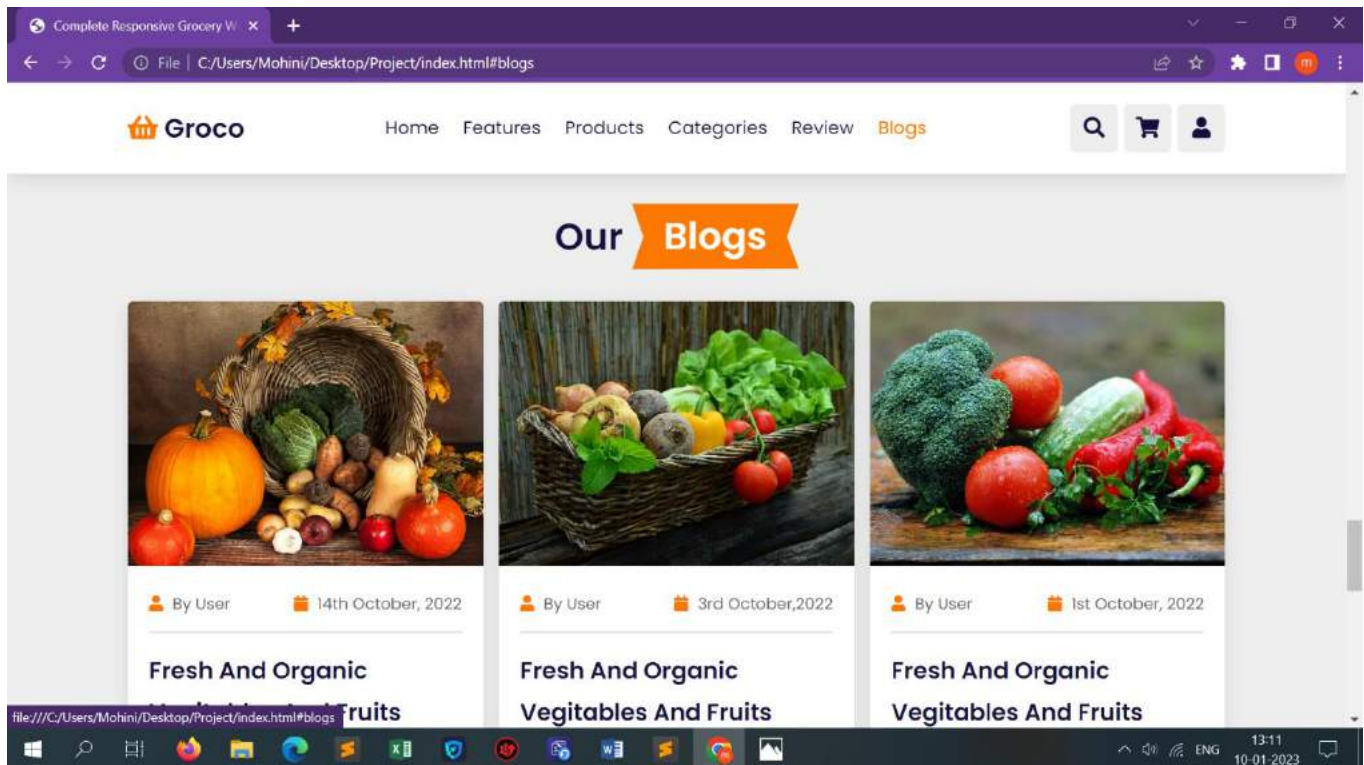 Complete Responsive Grocery W
File C:/Users/Mohini/Desktop/Project/index.html#blogs
m
Groco Home Features Products Categories Review Blogs
Our Blogs
By User 14th October, 2022 By User 3rd October,2022 By User 1st October, 2022
Fresh And Organic Fresh And Organic Fresh And Organic
Fruits Vegitables And Fruits Vegitables And Fruits
file:///C:/Users/Mohini/Desktop/Project/index.html#blogs
ENG 13:11
10-01-2023